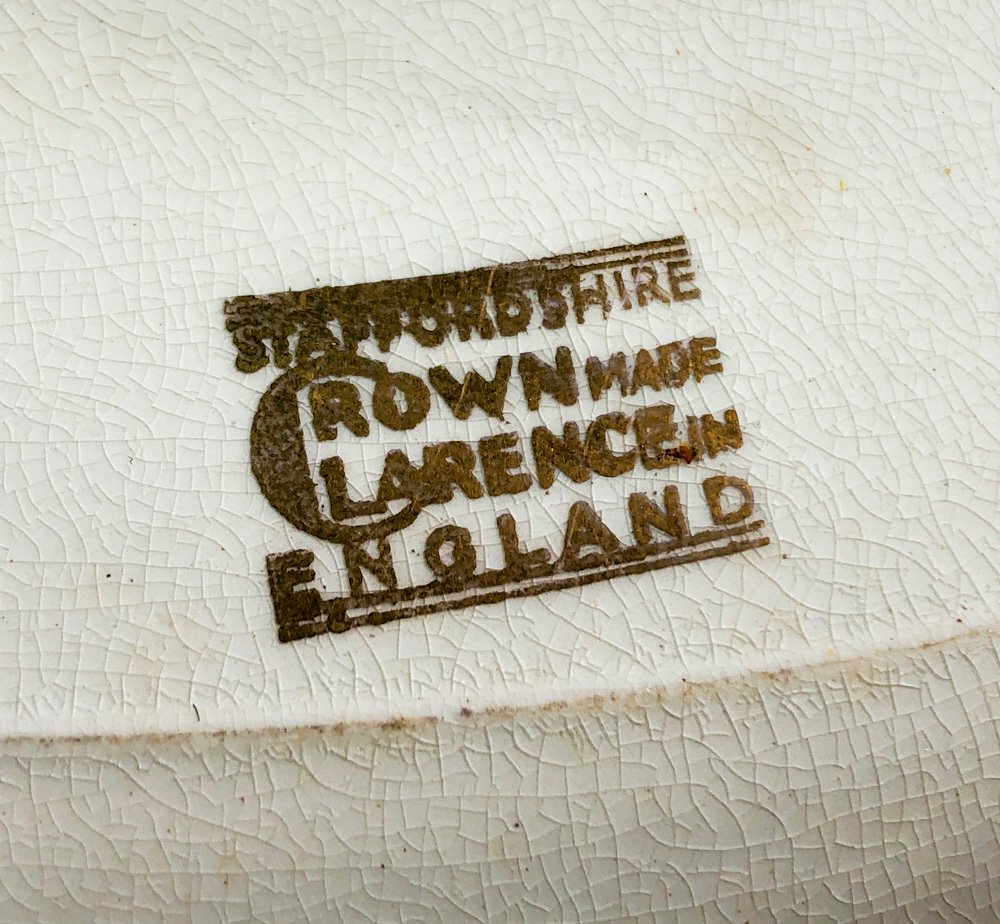 STAFFORDSHIRE
CROWN MADE
CLARENCE IN
ENGLAND